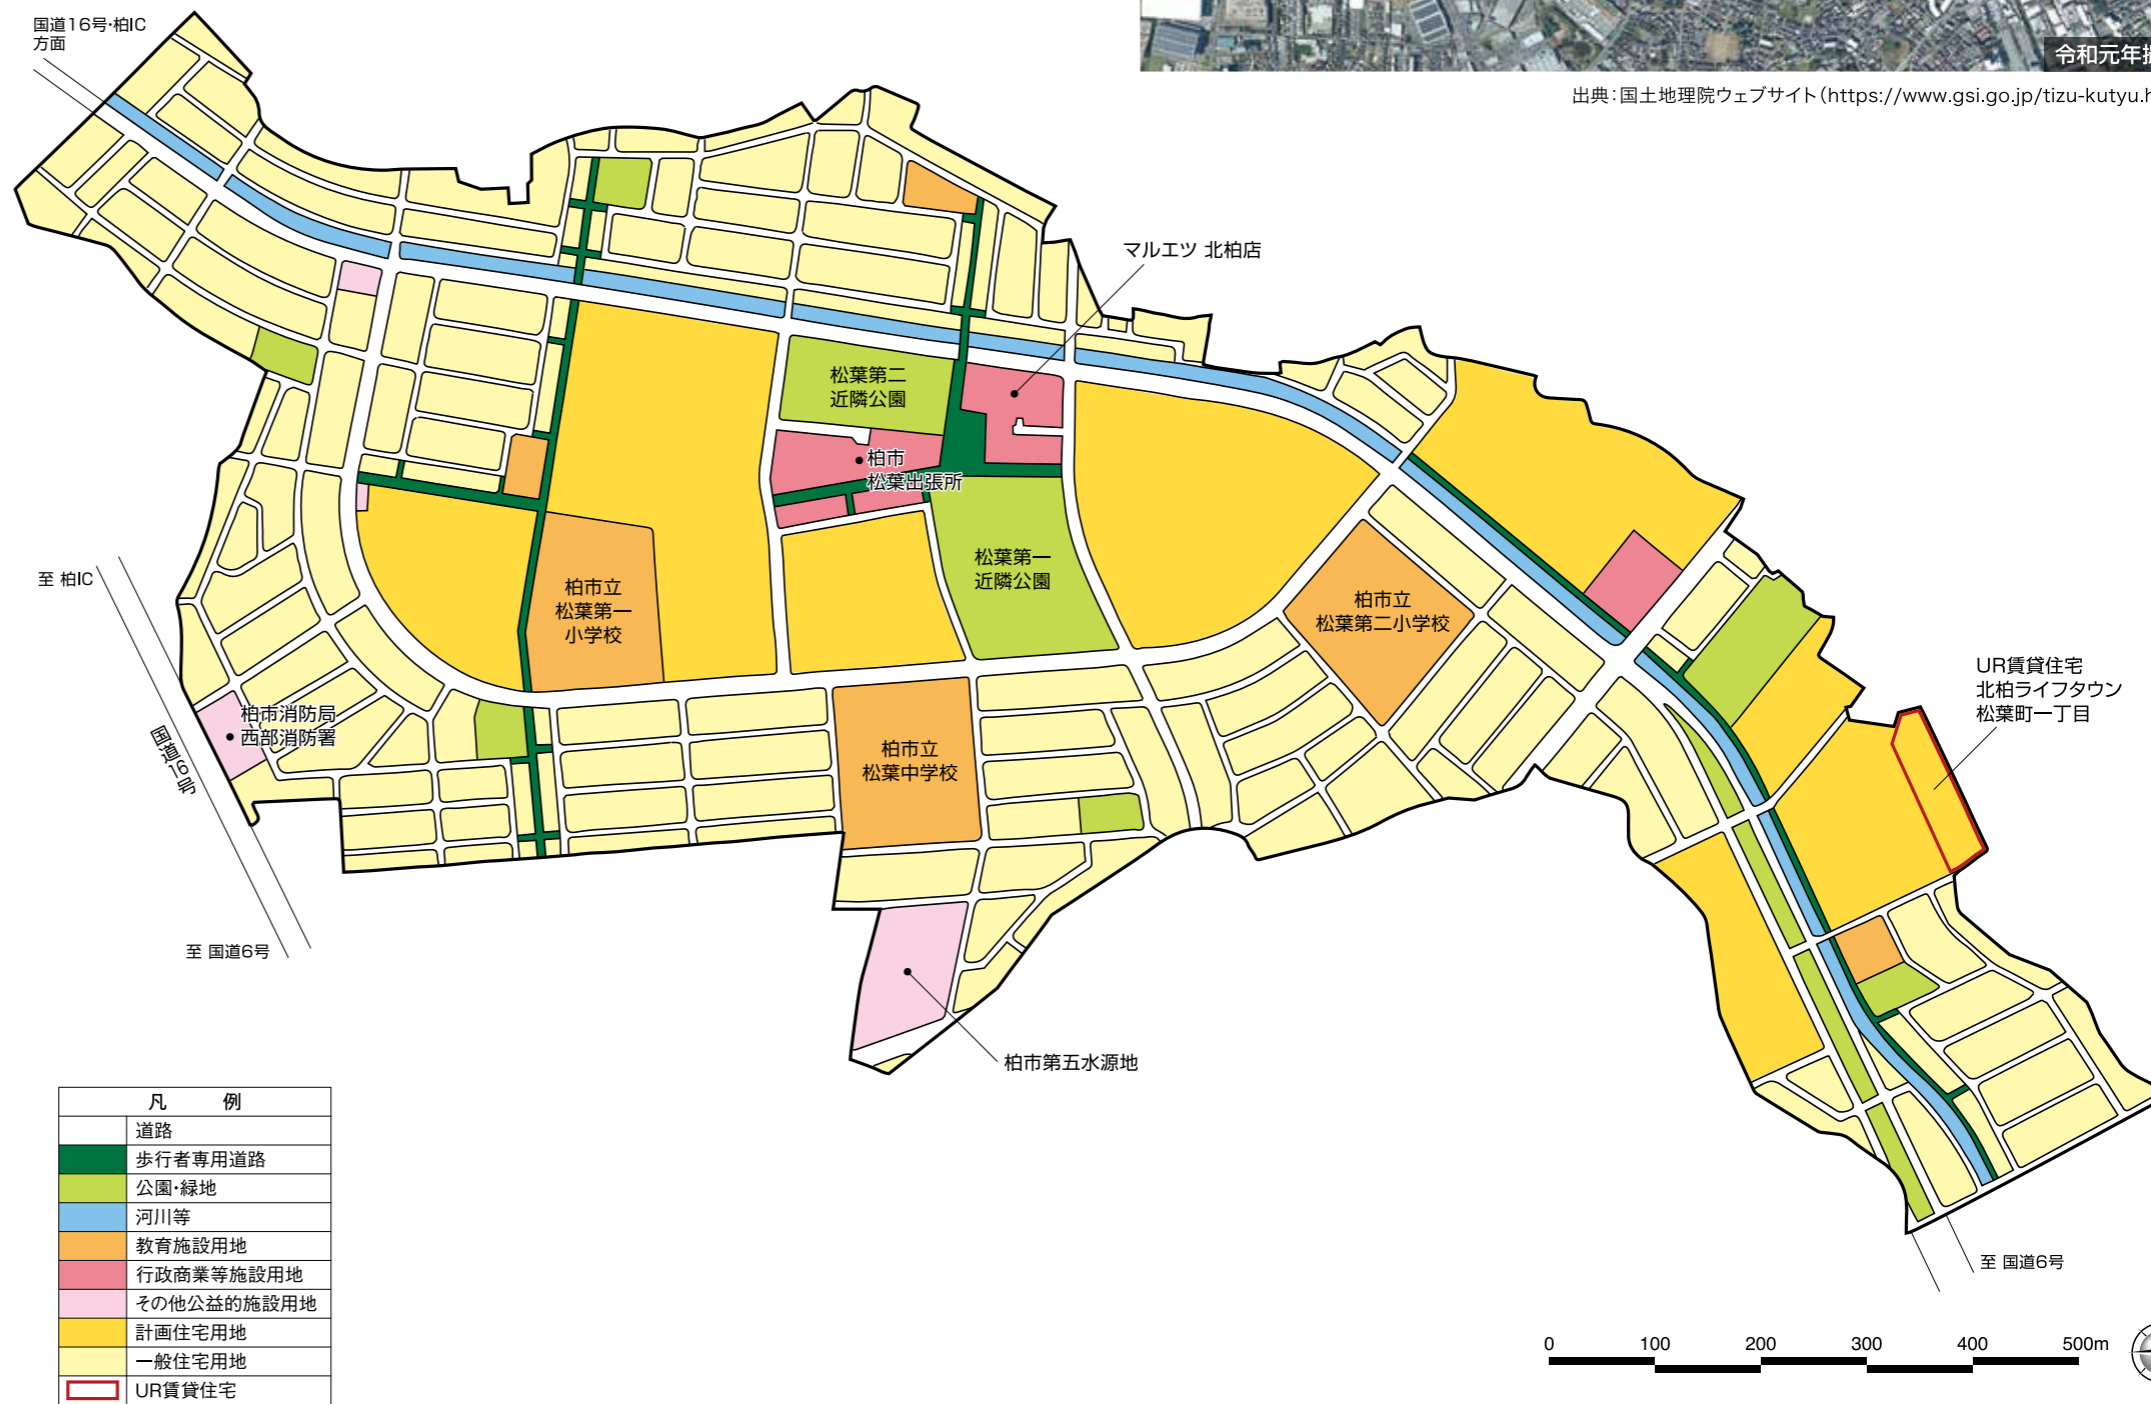 国道16号・柏IC
方面
令和元年撮
出典：国土地理院ウェブサイト（https://www.gsi.go.jp/tizu-kutyu.h
マルエツ 北柏店
松葉第二
近隣公園
柏市
松葉出張所
松葉第一
近隣公園
柏市立
松葉第一
小学校
柏市立
松葉第二小学校
至 柏IC
UR賃貸住宅
北柏ライフタウン
松葉町一丁目
柏市消防局
西部消防署
国道16号
柏市立
松葉中学校
至 国道6号
柏市第五水源地
凡 例
道路
歩行者専用道路
公園・緑地
河川等
教育施設用地
行政商業等施設用地
その他公益的施設用地
計画住宅用地
一般住宅用地
UR賃貸住宅
至 国道6号
0 100 200 300 400 500m